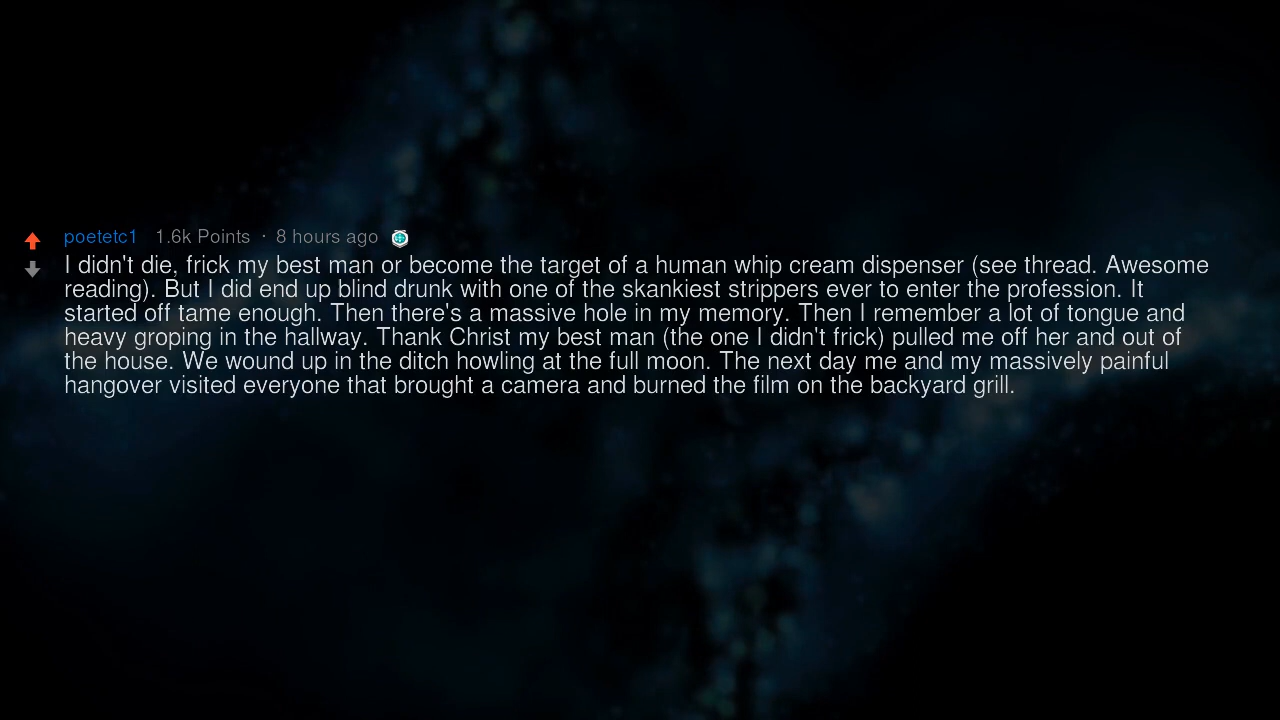 poetetc1 1.6k Points · 8 hours ago
I didn't die, frick my best man or become the target of a human whip cream dispenser (see thread. Awesome
reading). But I did end up blind drunk with one of the skankiest strippers ever to enter the profession. It
started off tame enough. Then there's a massive hole in my memory. Then I remember a lot of tongue and
heavy groping in the hallway. Thank Christ my best man (the one I didn't frick) pulled me off her and out of
the house. We wound up in the ditch howling at the full moon. The next day me and my massively painful
hangover visited everyone that brought a camera and burned the film on the backyard grill.